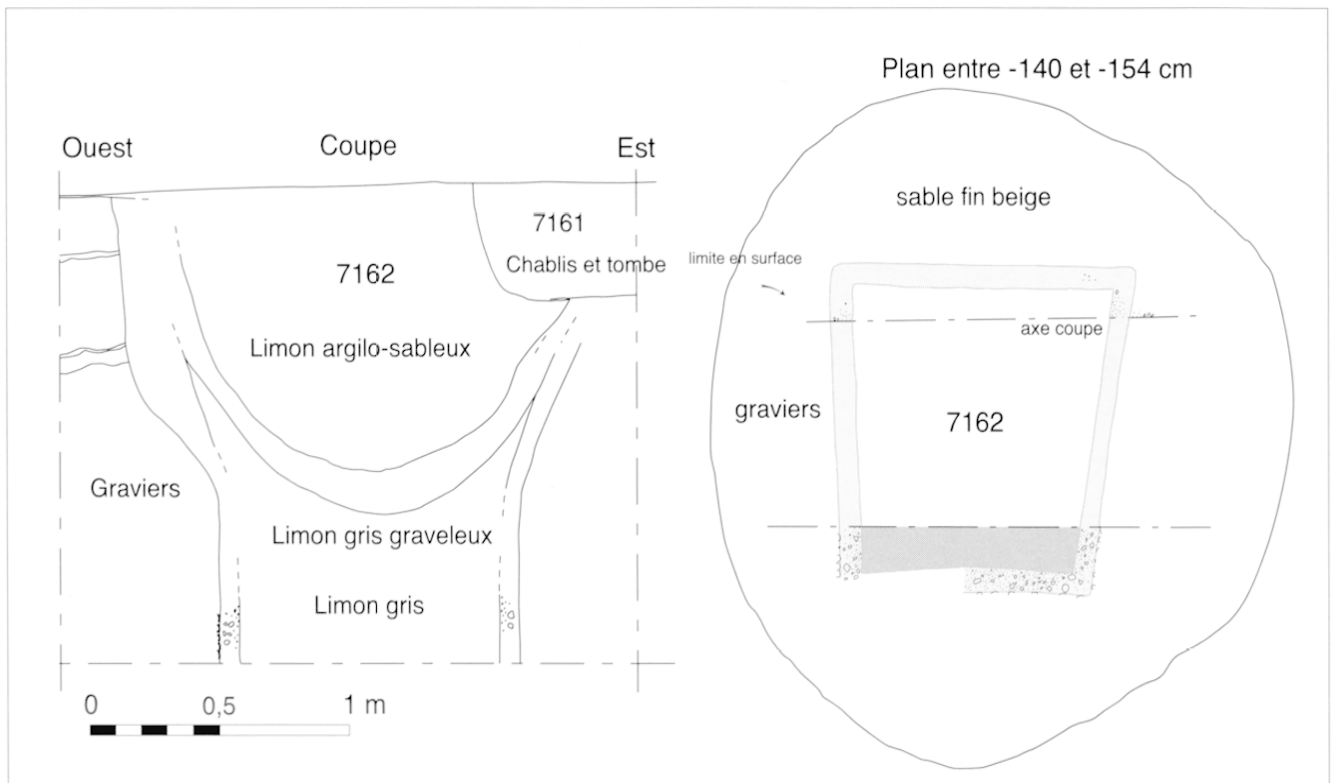 Ouest
Coupe
Est
7161
Chablis et tombe
7162
Limon argilo-sableux
Graviers
Limon gris graveleux
Limon gris
0
0,5
1 m
Plan entre -140 et -154 cm
sable fin beige
limite en surface
axe coupe
graviers
7162